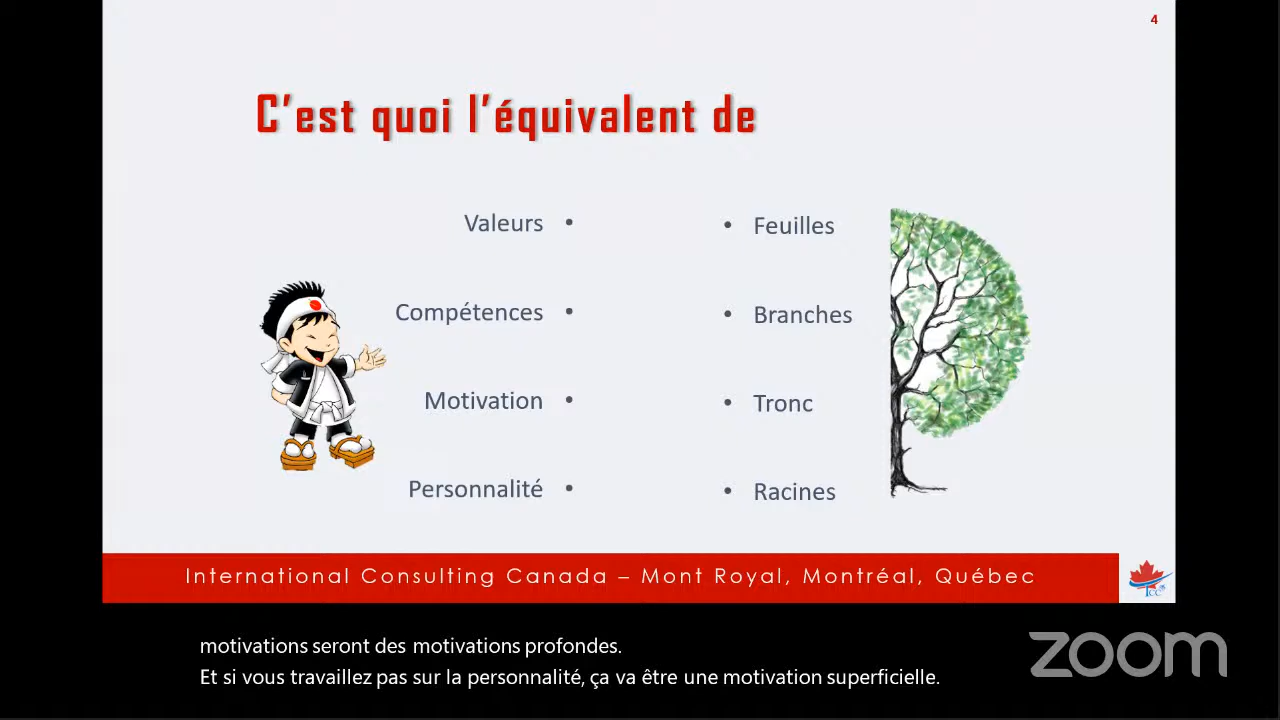 4
C'est quoi l'équivalent de
Valeurs •
Compétences •
Motivation •
Personnalité •
• Feuilles
• Branches
• Tronc
• Racines
International Consulting Canada – Mont Royal, Montréal, Québec
ICC
motivations seront des motivations profondes.
Et si vous travaillez pas sur la personnalité, ça va être une motivation superficielle.
zoom